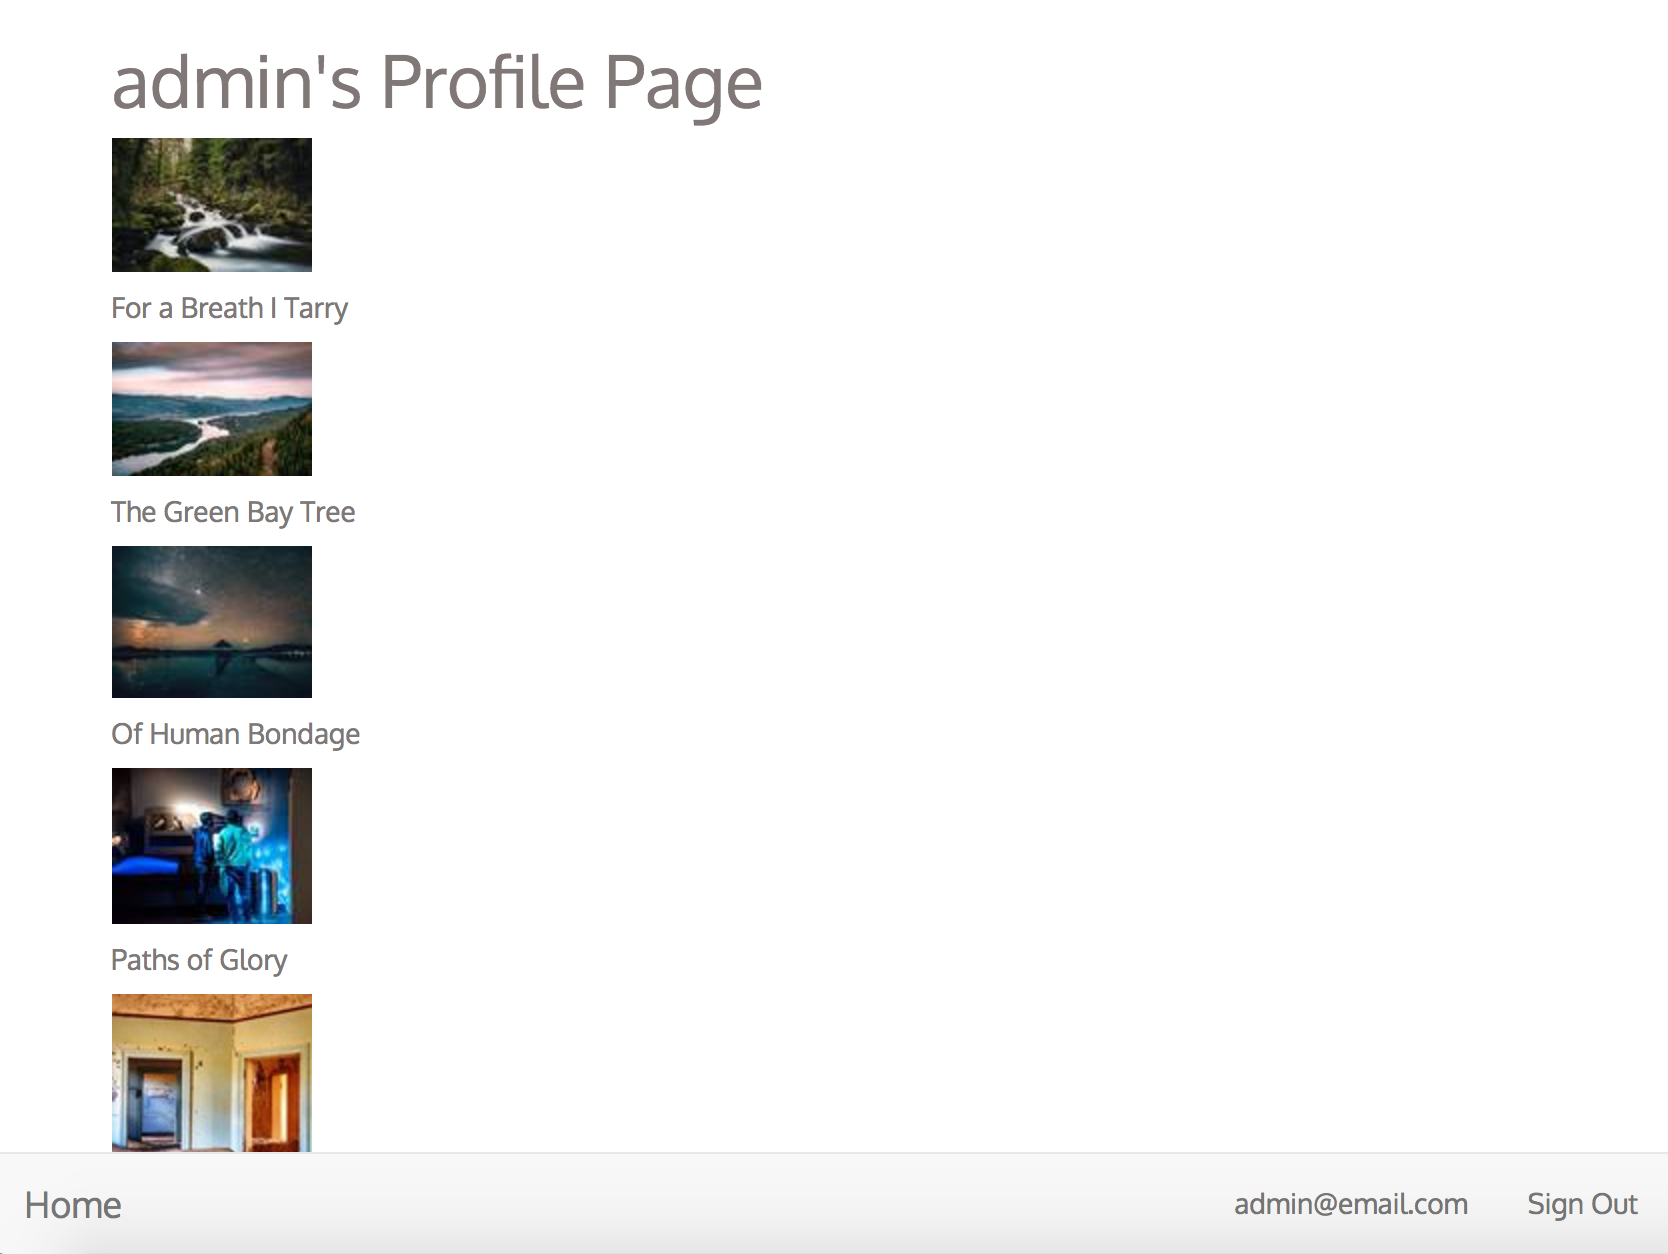 admin's Profile Page
For a Breath I Tarry
The Green Bay Tree
Of Human Bondage
Paths of Glory
Home
admin@email.com
Sign Out